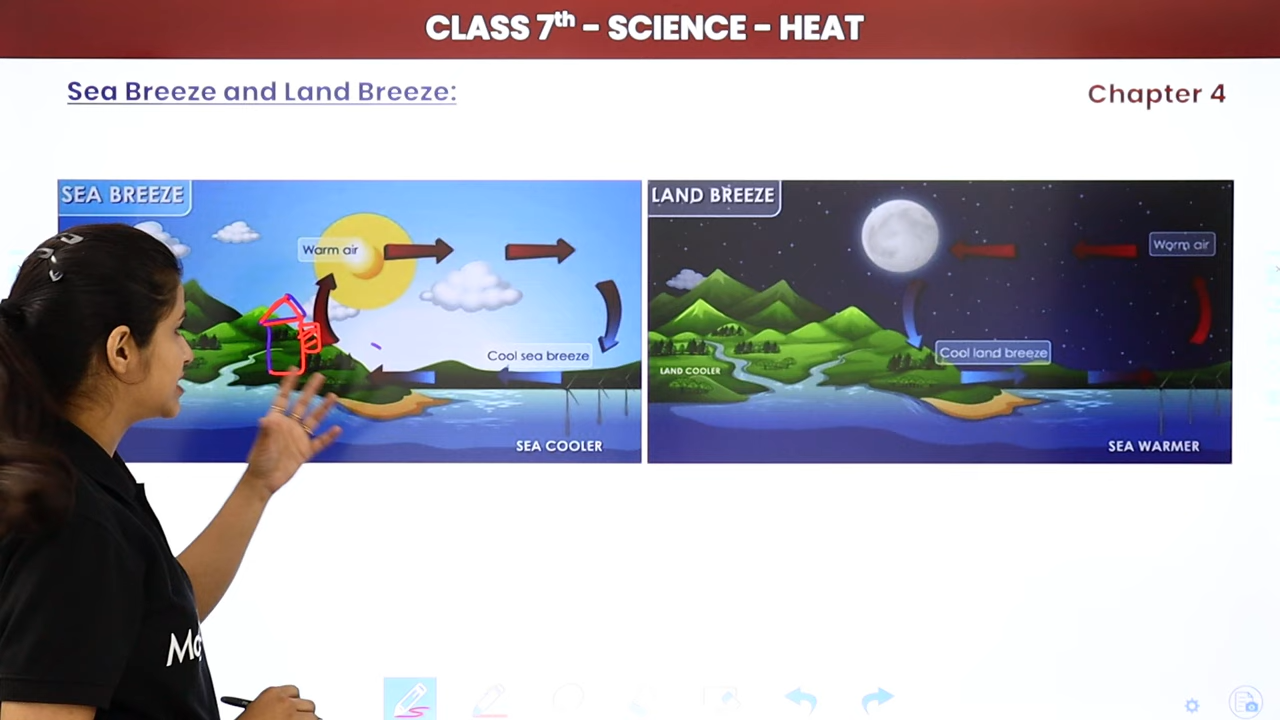 CLASS 7th - SCIENCE - HEAT
Sea Breeze and Land Breeze:
Chapter 4
SEA BREEZE
Warm air
Cool sea breeze
SEA COOLER
LAND BREEZE
Warm air
Cool land breeze
LAND COOLER
SEA WARMER